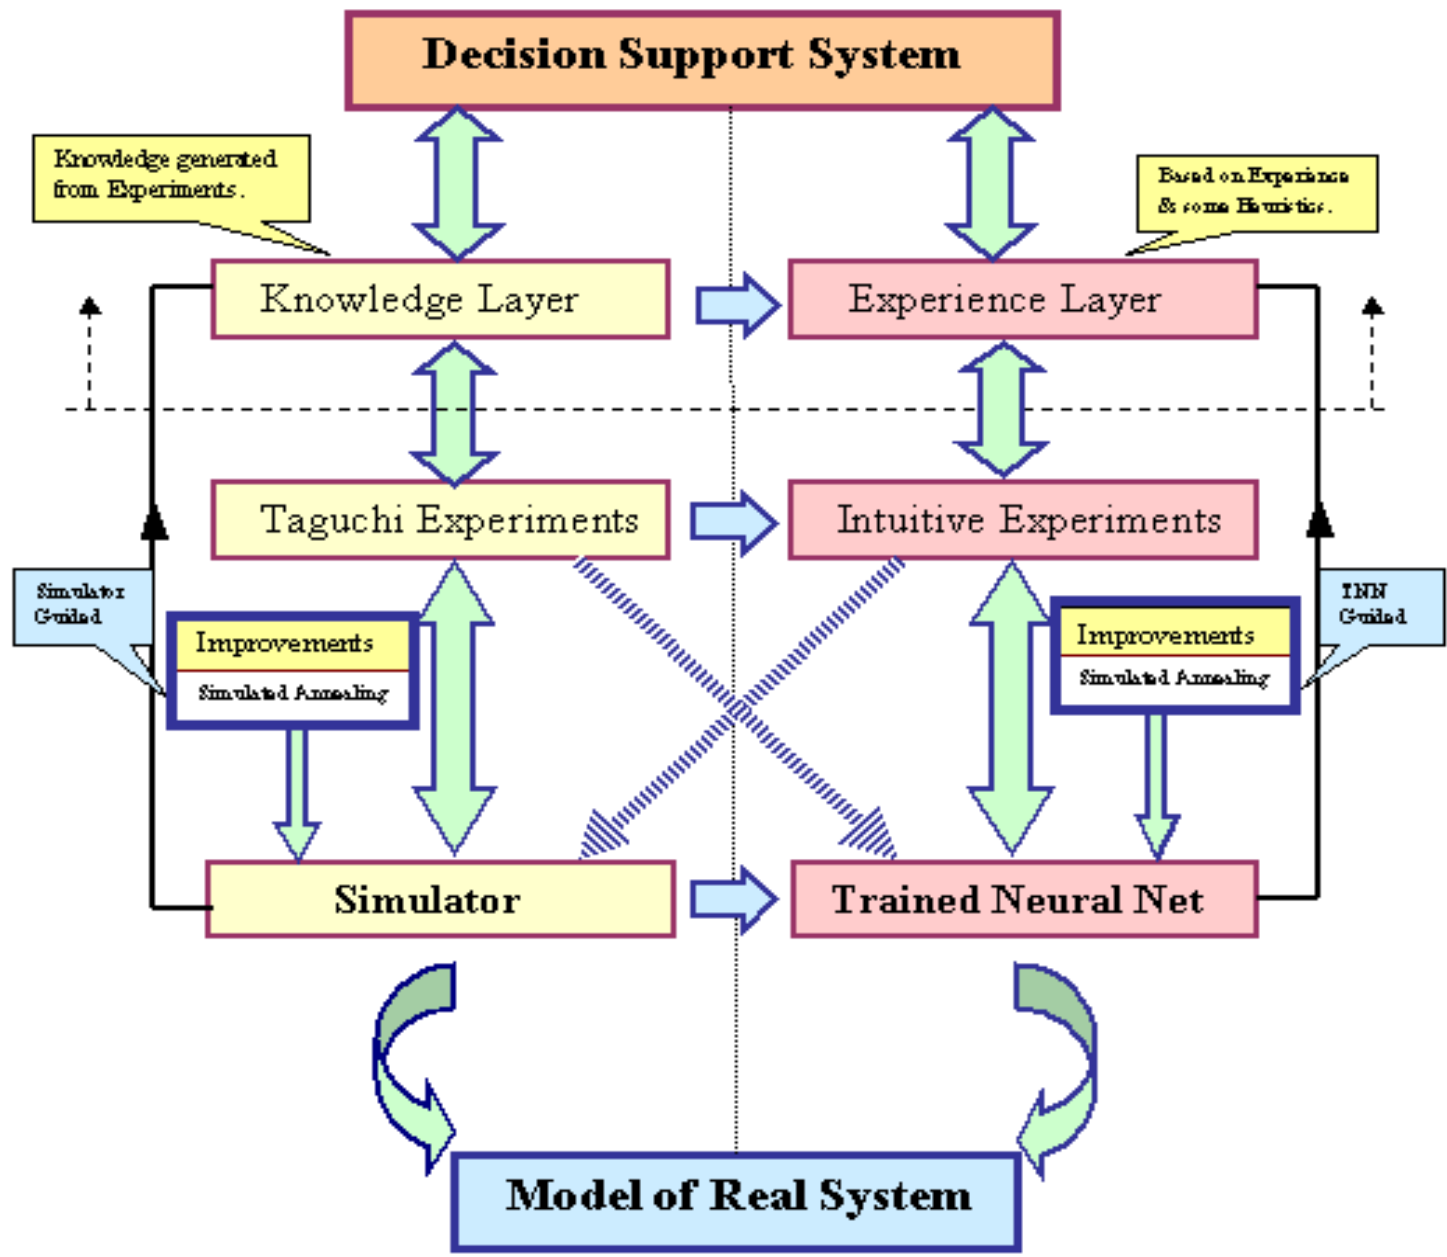 Decision Support System
Knowledge generated
from Experiments.
Based on Experience
& some Heuristics.
Knowledge Layer
Experience Layer
Taguchi Experiments
Intuitive Experiments
Simulator
Guided
Improvements
Simulated Annealing
TNN
Guided
Improvements
Simulated Annealing
Simulator
Trained Neural Net
Model of Real System